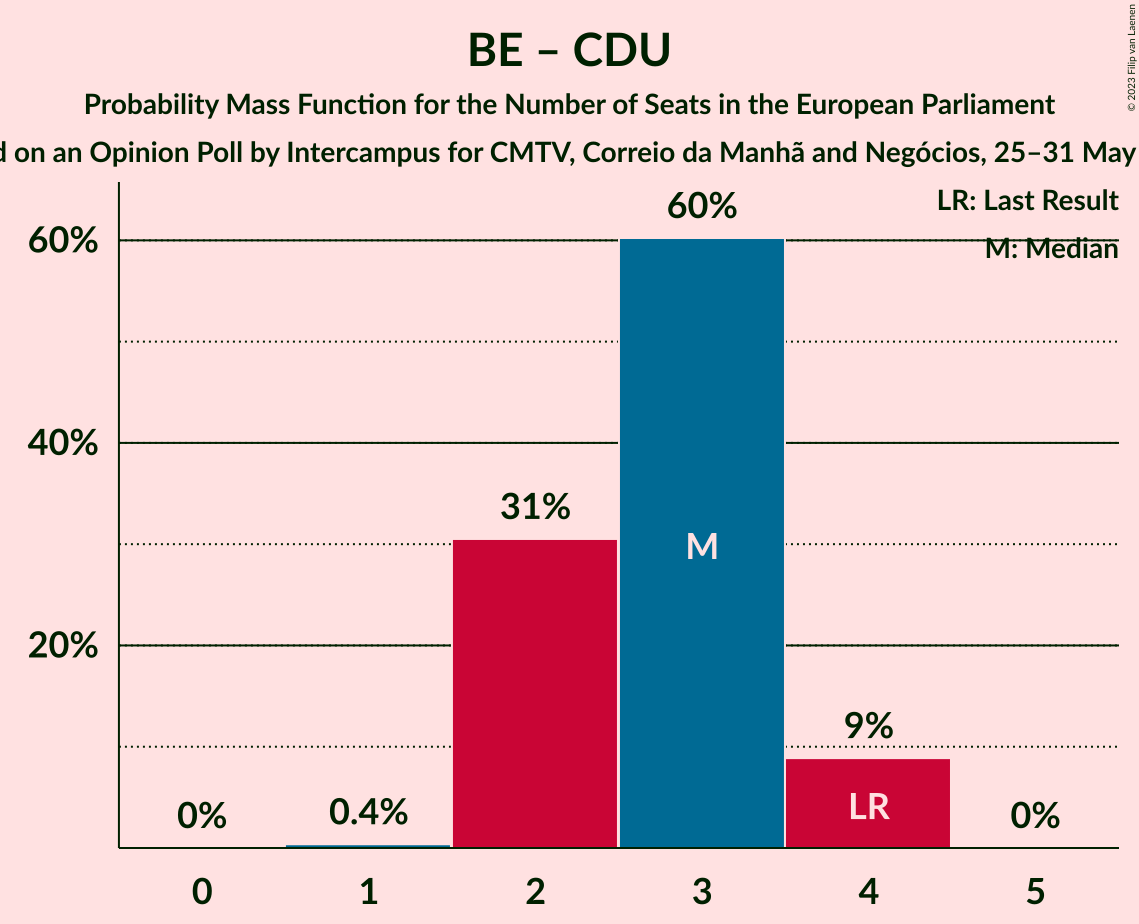 BE – CDU
Probability Mass Function for the Number of Seats in the European Parliament
on an Opinion Poll by Intercampus for CMTV, Correio da Manhã and Negócios, 25–31 May
© 2023 Filip van Laenen
LR: Last Result
M: Median
60%
40%
20%
0%
0.4%
31%
60%
9%
0%
M
LR
0 1 2 3 4 5